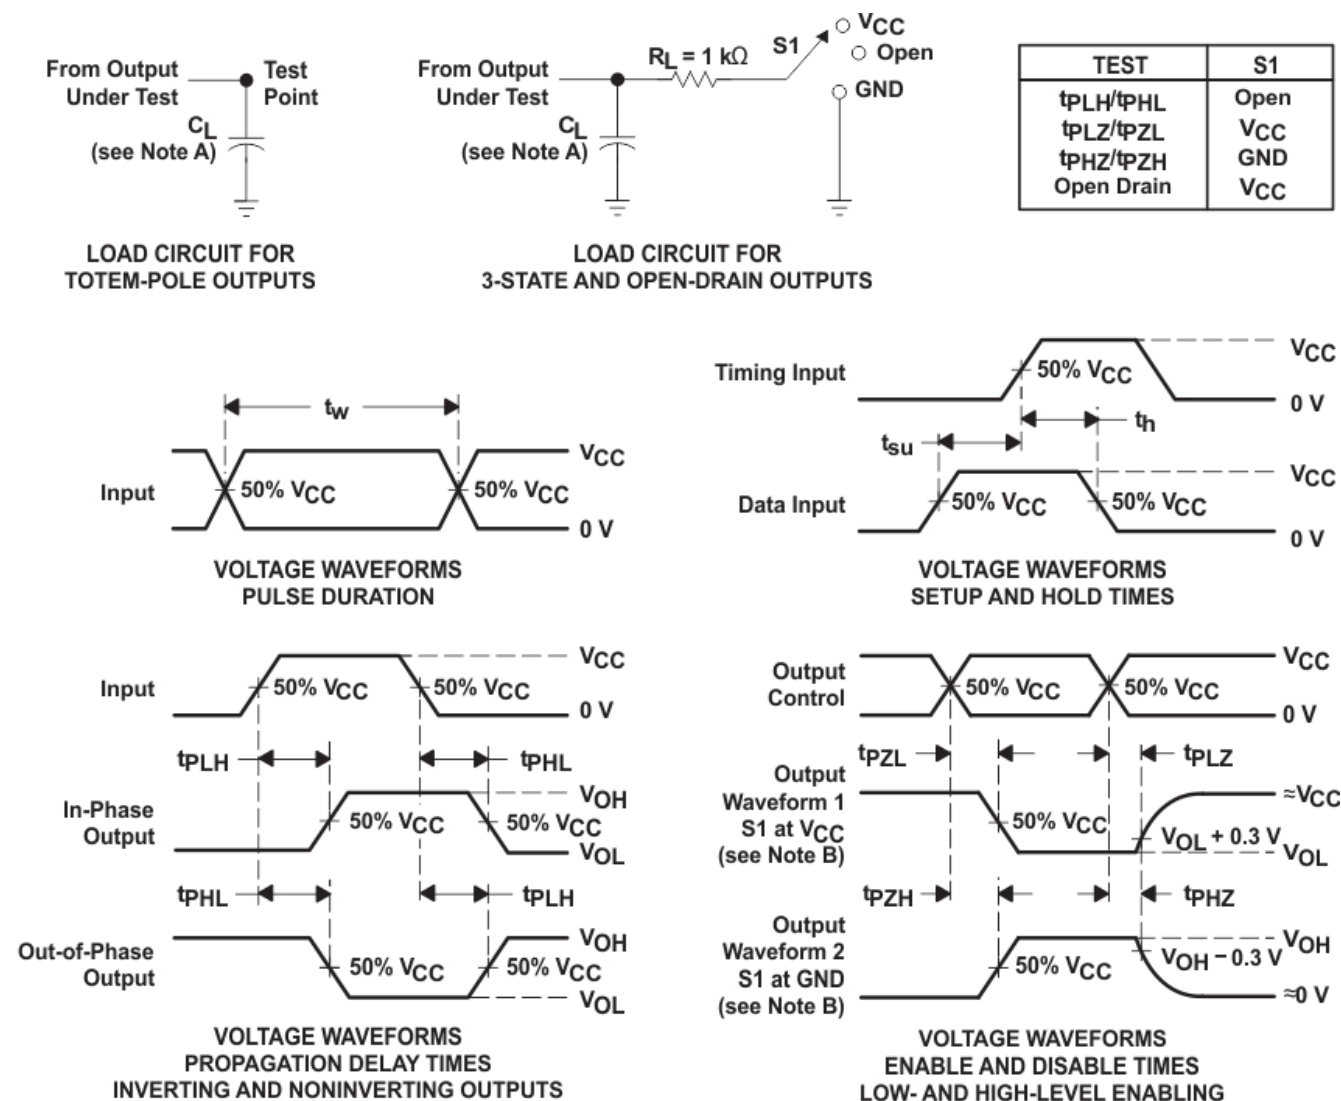 From Output
Under Test
Test
Point
CL
(see Note A)
LOAD CIRCUIT FOR
TOTEM-POLE OUTPUTS
From Output
Under Test
RL = 1 kΩ
S1
VCC
Open
GND
CL
(see Note A)
LOAD CIRCUIT FOR
3-STATE AND OPEN-DRAIN OUTPUTS
TEST S1
tPLH/tPHL Open
tPLZ/tPZL VCC
tPHZ/tPZH GND
Open Drain VCC
tw
Input
50% VCC
50% VCC
VCC
0 V
VOLTAGE WAVEFORMS
PULSE DURATION
Timing Input
50% VCC
VCC
0 V
tsu
th
Data Input
50% VCC
50% VCC
VCC
0 V
VOLTAGE WAVEFORMS
SETUP AND HOLD TIMES
Input
50% VCC
50% VCC
VCC
0 V
tPLH
tPHL
In-Phase
Output
50% VCC
50% VCC
VOH
VOL
tPHL
tPLH
Out-of-Phase
Output
50% VCC
50% VCC
VOH
VOL
VOLTAGE WAVEFORMS
PROPAGATION DELAY TIMES
INVERTING AND NONINVERTING OUTPUTS
Output
Control
50% VCC
50% VCC
VCC
0 V
tPZL
tPLZ
Output
Waveform 1
S1 at VCC
(see Note B)
50% VCC
VOL + 0.3 V
≈VCC
VOL
tPZH
tPHZ
Output
Waveform 2
S1 at GND
(see Note B)
50% VCC
VOH − 0.3 V
VOH
≈0 V
VOLTAGE WAVEFORMS
ENABLE AND DISABLE TIMES
LOW- AND HIGH-LEVEL ENABLING